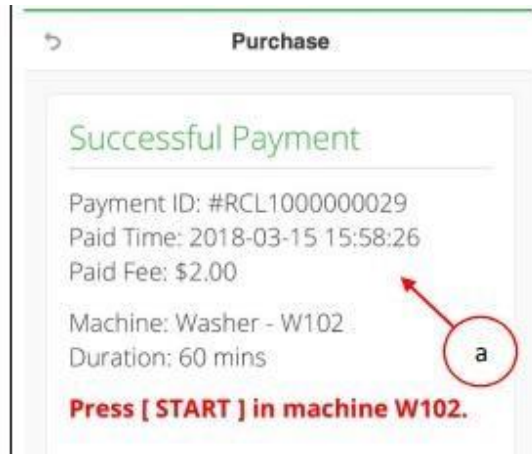 Purchase
Successful Payment
Payment ID: #RCL1000000029
Paid Time: 2018-03-15 15:58:26
Paid Fee: $2.00
Machine: Washer - W102
Duration: 60 mins
a
Press [ START ] in machine W102.